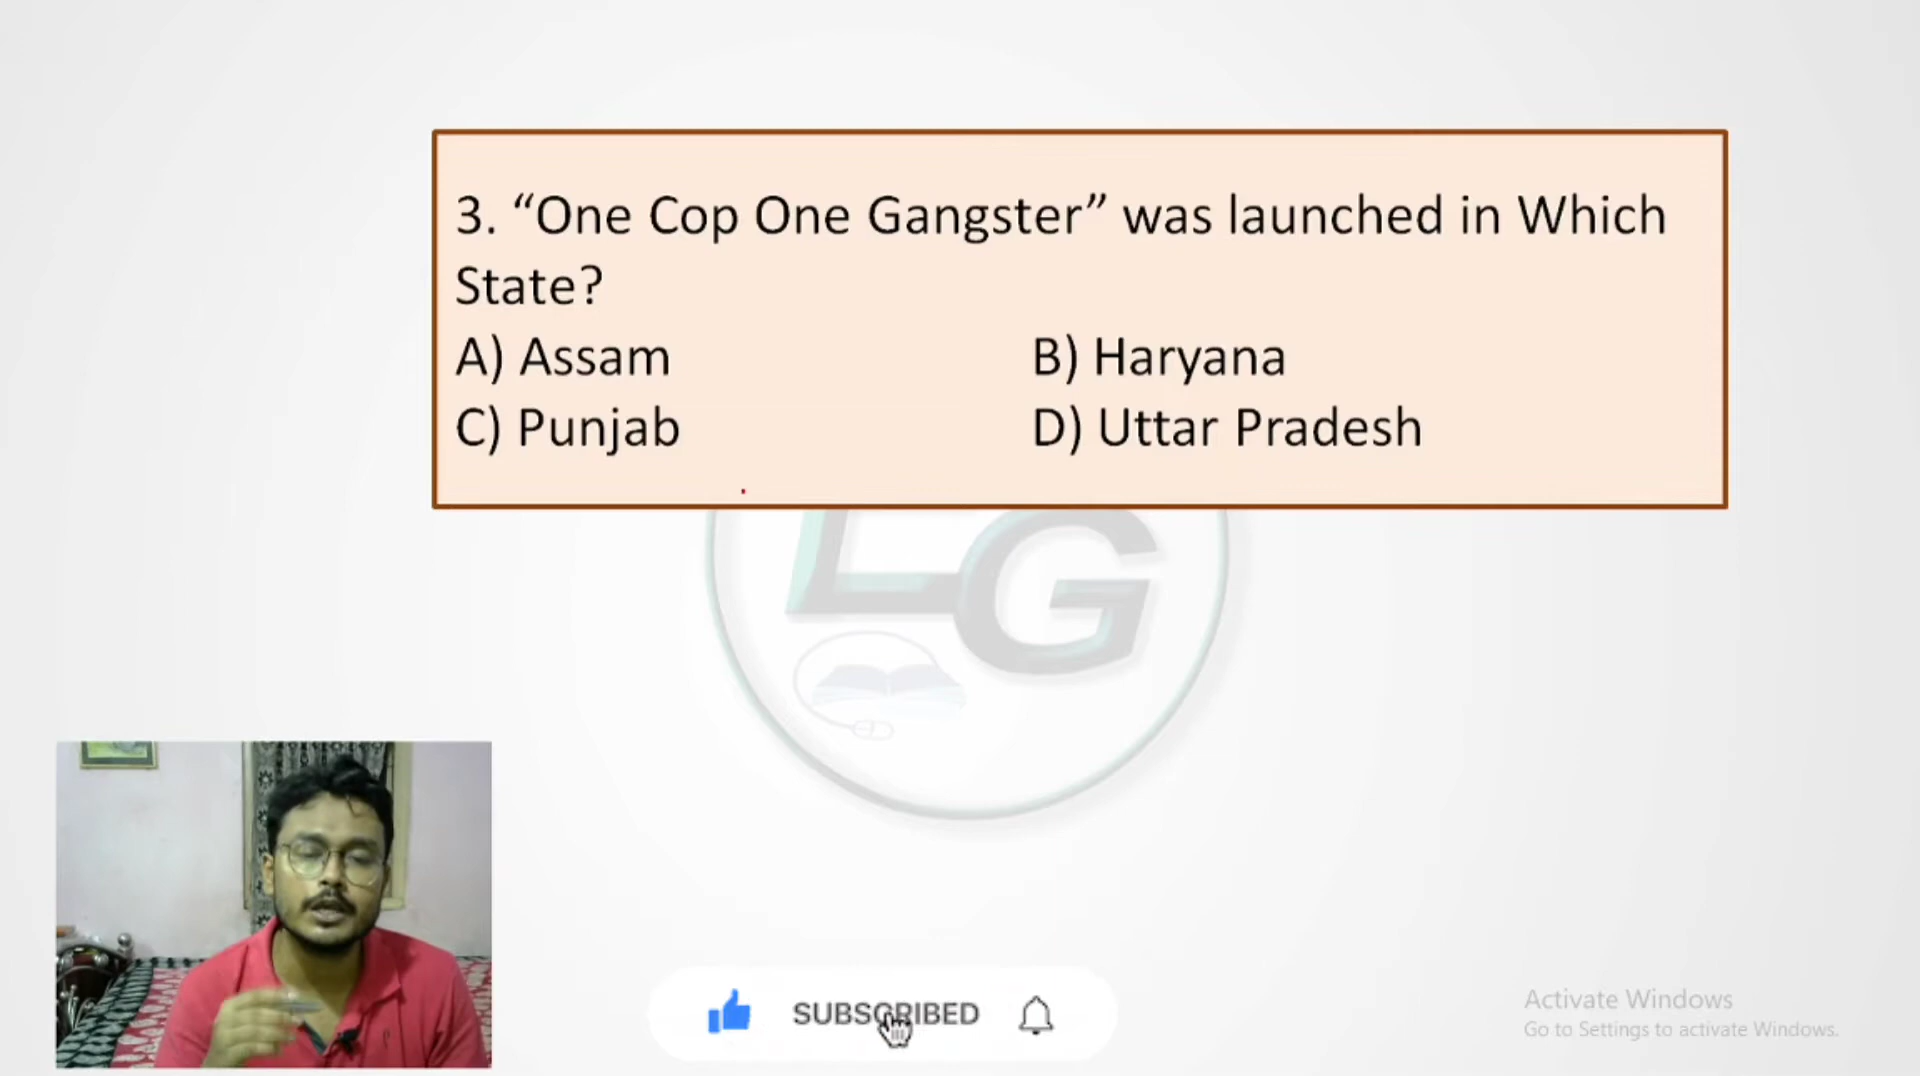 3. “One Cop One Gangster” was launched in Which
State?
A) Assam B) Haryana
C) Punjab D) Uttar Pradesh
LG
SUBSCRIBED
Activate Windows
Go to Settings to activate Windows.